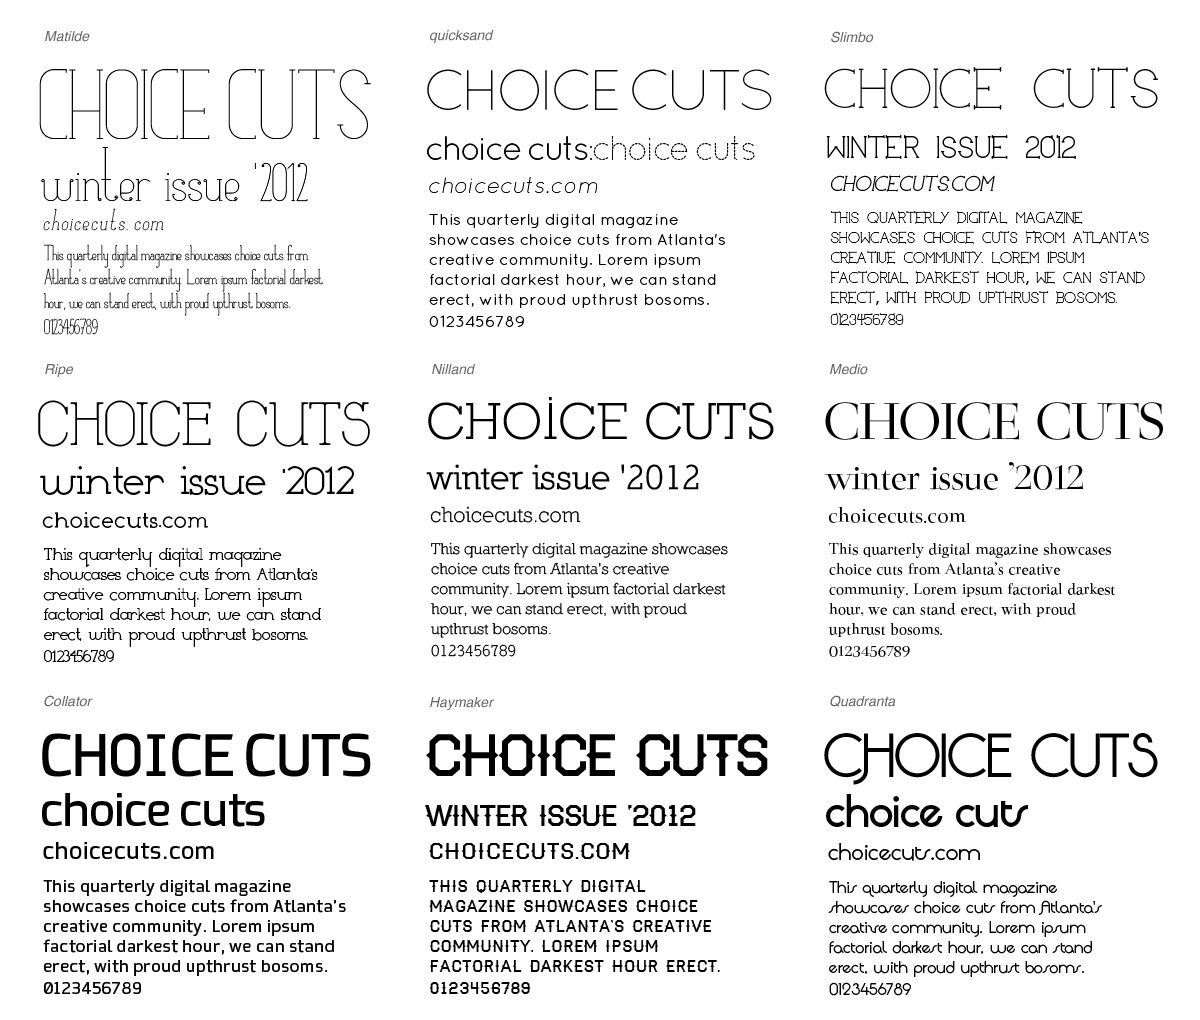 Matilde
CHOICE CUTS
winter issue '2012
choicecuts.com
This quarterly digital magazine showcases choice cuts from
Atlanta's creative community. Lorem ipsum factorial darkest
hour, we can stand erect, with proud upthrust bosoms.
0123456789
quicksand
CHOICE CUTS
choice cuts:choice cuts
choicecuts.com
This quarterly digital magazine
showcases choice cuts from Atlanta's
creative community. Lorem ipsum
factorial darkest hour, we can stand
erect, with proud upthrust bosoms.
0123456789
Slimbo
CHOICE CUTS
WINTER ISSUE 2012
CHOICECUTS.COM
THIS QUARTERLY DIGITAL MAGAZINE
SHOWCASES CHOICE CUTS FROM ATLANTA'S
CREATIVE COMMUNITY. LOREM IPSUM
FACTORIAL DARKEST HOUR, WE CAN STAND
ERECT, WITH PROUD UPTHRUST BOSOMS.
0123456789
Ripe
CHOICE CUTS
winter issue '2012
choicecuts.com
This quarterly digital magazine
showcases choice cuts from Atlanta's
creative community. Lorem ipsum
factorial darkest hour, we can stand
erect, with proud upthrust bosoms.
0123456789
Nilland
CHOiCE CUTS
winter issue '2012
choicecuts.com
This quarterly digital magazine showcases
choice cuts from Atlanta's creative
community. Lorem ipsum factorial darkest
hour, we can stand erect, with proud
upthrust bosoms.
0123456789
Medio
CHOICE CUTS
winter issue ’2012
choicecuts.com
This quarterly digital magazine showcases
choice cuts from Atlanta’s creative
community. Lorem ipsum factorial darkest
hour, we can stand erect, with proud
upthrust bosoms.
0123456789
Collator
CHOICE CUTS
choice cuts
choicecuts.com
This quarterly digital magazine
showcases choice cuts from Atlanta's
creative community. Lorem ipsum
factorial darkest hour, we can stand
erect, with proud upthrust bosoms.
0123456789
Haymaker
CHOICE CUTS
WINTER ISSUE '2012
CHOICECUTS.COM
THIS QUARTERLY DIGITAL
MAGAZINE SHOWCASES CHOICE
CUTS FROM ATLANTA'S CREATIVE
COMMUNITY. LOREM IPSUM
FACTORIAL DARKEST HOUR ERECT.
0123456789
Quadranta
CHOICE CUTS
choice cuts
choicecuts.com
This quarterly digital magazine
showcases choice cuts from Atlanta's
creative community. Lorem ipsum
factorial darkest hour, we can stand
erect, with proud upthrust bosoms.
0123456789